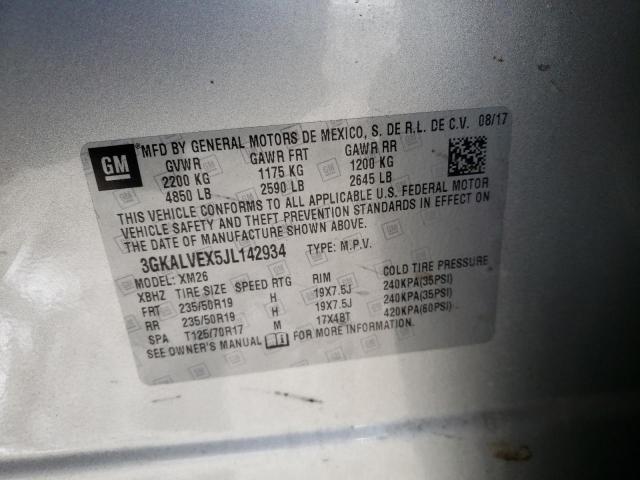 GM
MFD BY GENERAL MOTORS DE MEXICO, S. DE R.L. DE C.V. 08/17
GVWR GAWR FRT GAWR RR
2200 KG 1175 KG 1200 KG
4850 LB 2590 LB 2645 LB
THIS VEHICLE CONFORMS TO ALL APPLICABLE U.S. FEDERAL MOTOR
VEHICLE SAFETY AND THEFT PREVENTION STANDARDS IN EFFECT ON
THE DATE OF MANUFACTURE SHOWN ABOVE.
3GKALVEX5JL142934 TYPE: M.P.V.
MODEL: XM26
XBHZ TIRE SIZE SPEED RTG RIM COLD TIRE PRESSURE
FRT 235/50R19 H 19X7.5J 240KPA(35PSI)
RR 235/50R19 H 19X7.5J 240KPA(35PSI)
SPA T125/70R17 M 17X4BT 420KPA(60PSI)
SEE OWNER'S MANUAL FOR MORE INFORMATION.